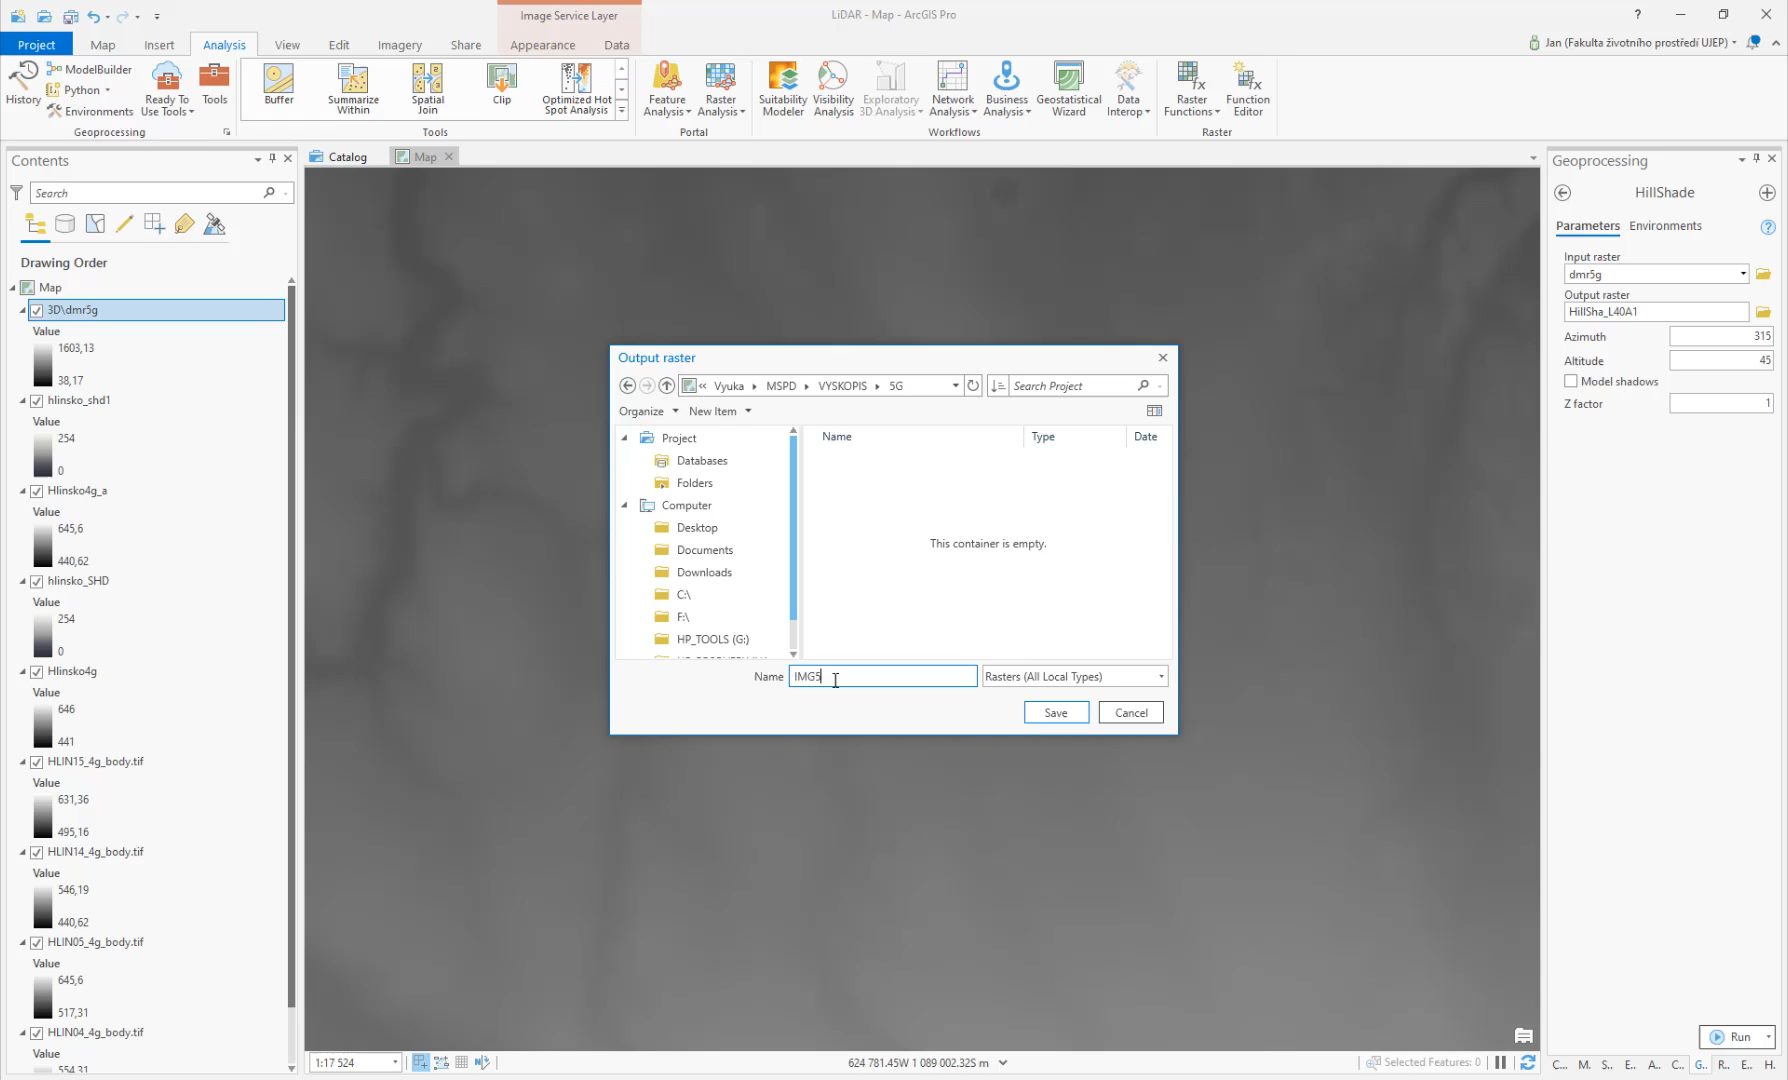 Image Service Layer
LiDAR - Map - ArcGIS Pro
?
Project
Map
Insert
Analysis
View
Edit
Imagery
Share
Appearance
Data
Jan (Fakulta životního prostředí UJEP)
History
ModelBuilder
Python
Environments
Ready To Use Tools
Tools
Geoprocessing
Buffer
Summarize Within
Spatial Join
Clip
Optimized Hot Spot Analysis
Tools
Feature Analysis
Raster Analysis
Portal
Suitability Modeler
Visibility Analysis
Exploratory 3D Analysis
Network Analysis
Business Analysis
Geostatistical Wizard
Data Interop
Workflows
Raster Functions
Function Editor
Raster
Contents
Search
Drawing Order
Map
3D\dmr5g
Value
1603,13
38,17
hlinsko_shd1
Value
254
0
Hlinsko4g_a
Value
645,6
440,62
hlinsko_SHD
Value
254
0
Hlinsko4g
Value
646
441
HLIN15_4g_body.tif
Value
631,36
495,16
HLIN14_4g_body.tif
Value
546,19
440,62
HLIN05_4g_body.tif
Value
645,6
517,31
HLIN04_4g_body.tif
Value
554,31
Catalog
Map
Output raster
« Vyuka ▸ MSPD ▸ VYSKOPIS ▸ 5G
Search Project
Organize
New Item
Project
Databases
Folders
Computer
Desktop
Documents
Downloads
C:\
F:\
HP_TOOLS (G:)
Name
Type
Date
This container is empty.
Name
IMG5
Rasters (All Local Types)
Save
Cancel
1:17 524
624 781.45W 1 089 002.32S m
Selected Features: 0
Geoprocessing
HillShade
Parameters
Environments
?
Input raster
dmr5g
Output raster
HillSha_L40A1
Azimuth
315
Altitude
45
Model shadows
Z factor
1
Run
C...
M.
S..
E..
A..
C..
G..
R..
E..
H.